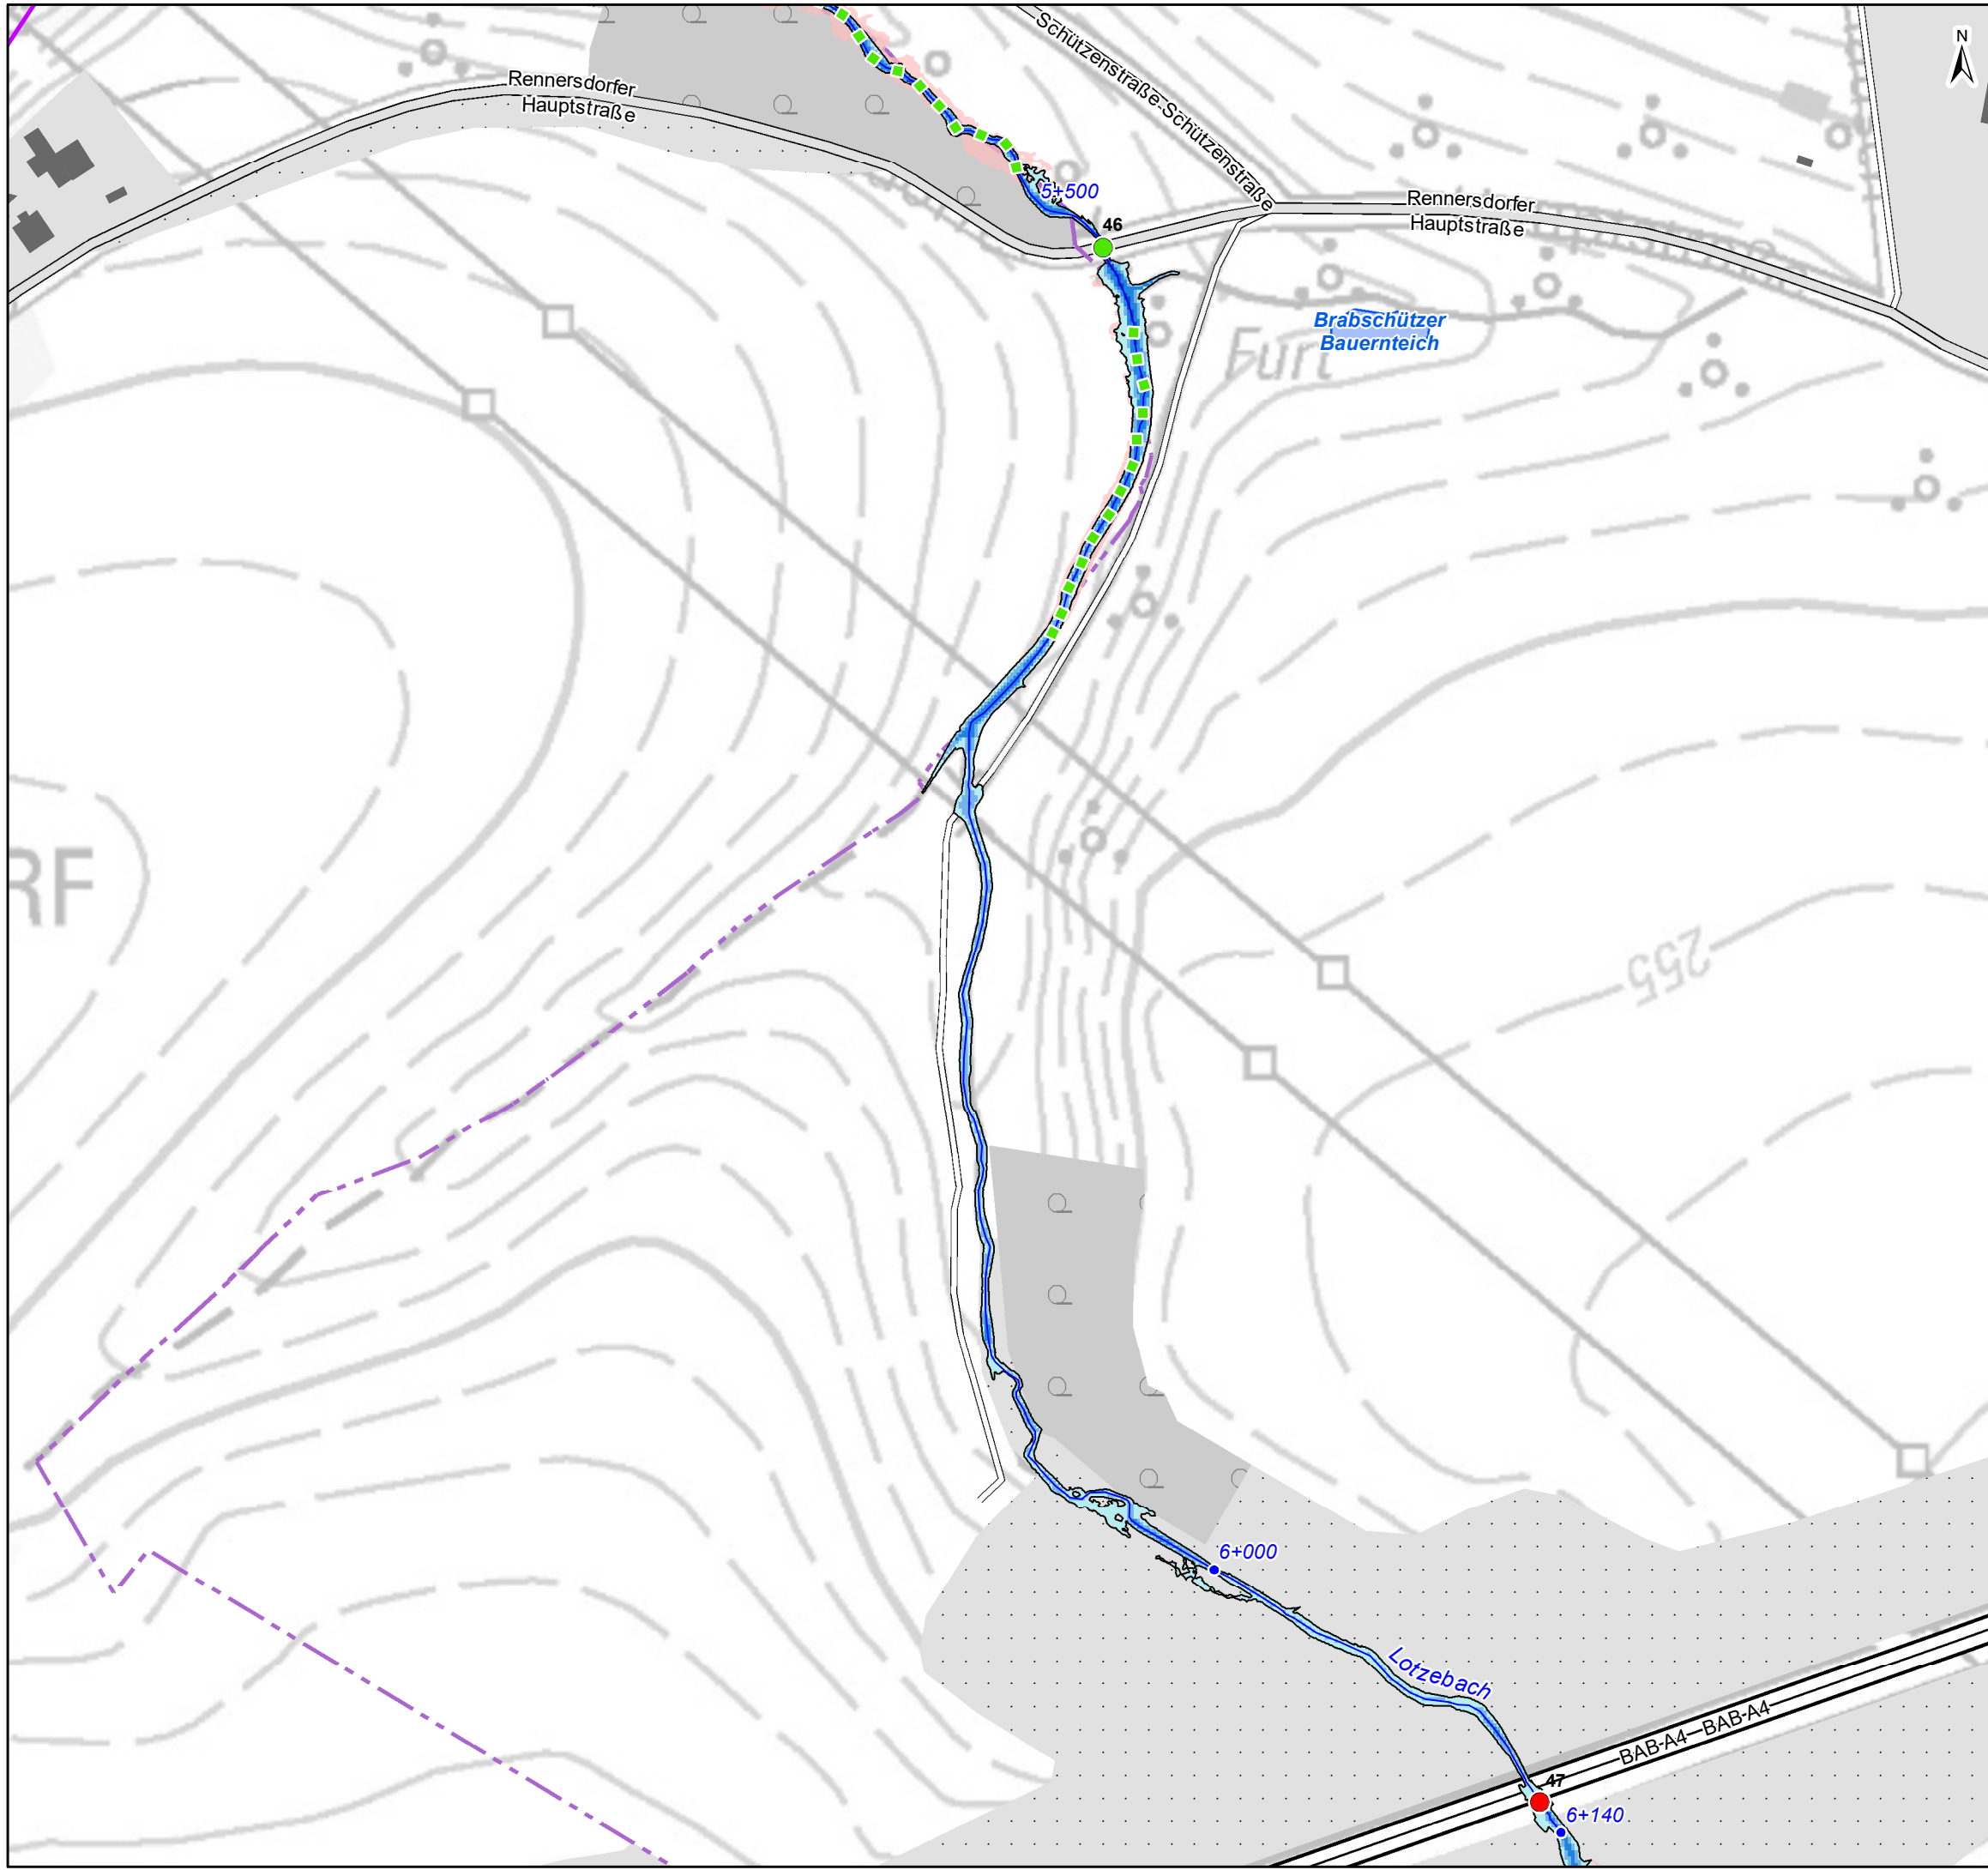 N
Schützenstraße-Schützenstraße
Rennersdorfer
Hauptstraße
5+500
46
Rennersdorfer
Hauptstraße
Brabschützer
Bauernteich
Furt
RF
255
6+000
Lotzebach
BAB-A4—BAB-A4
47
6+140